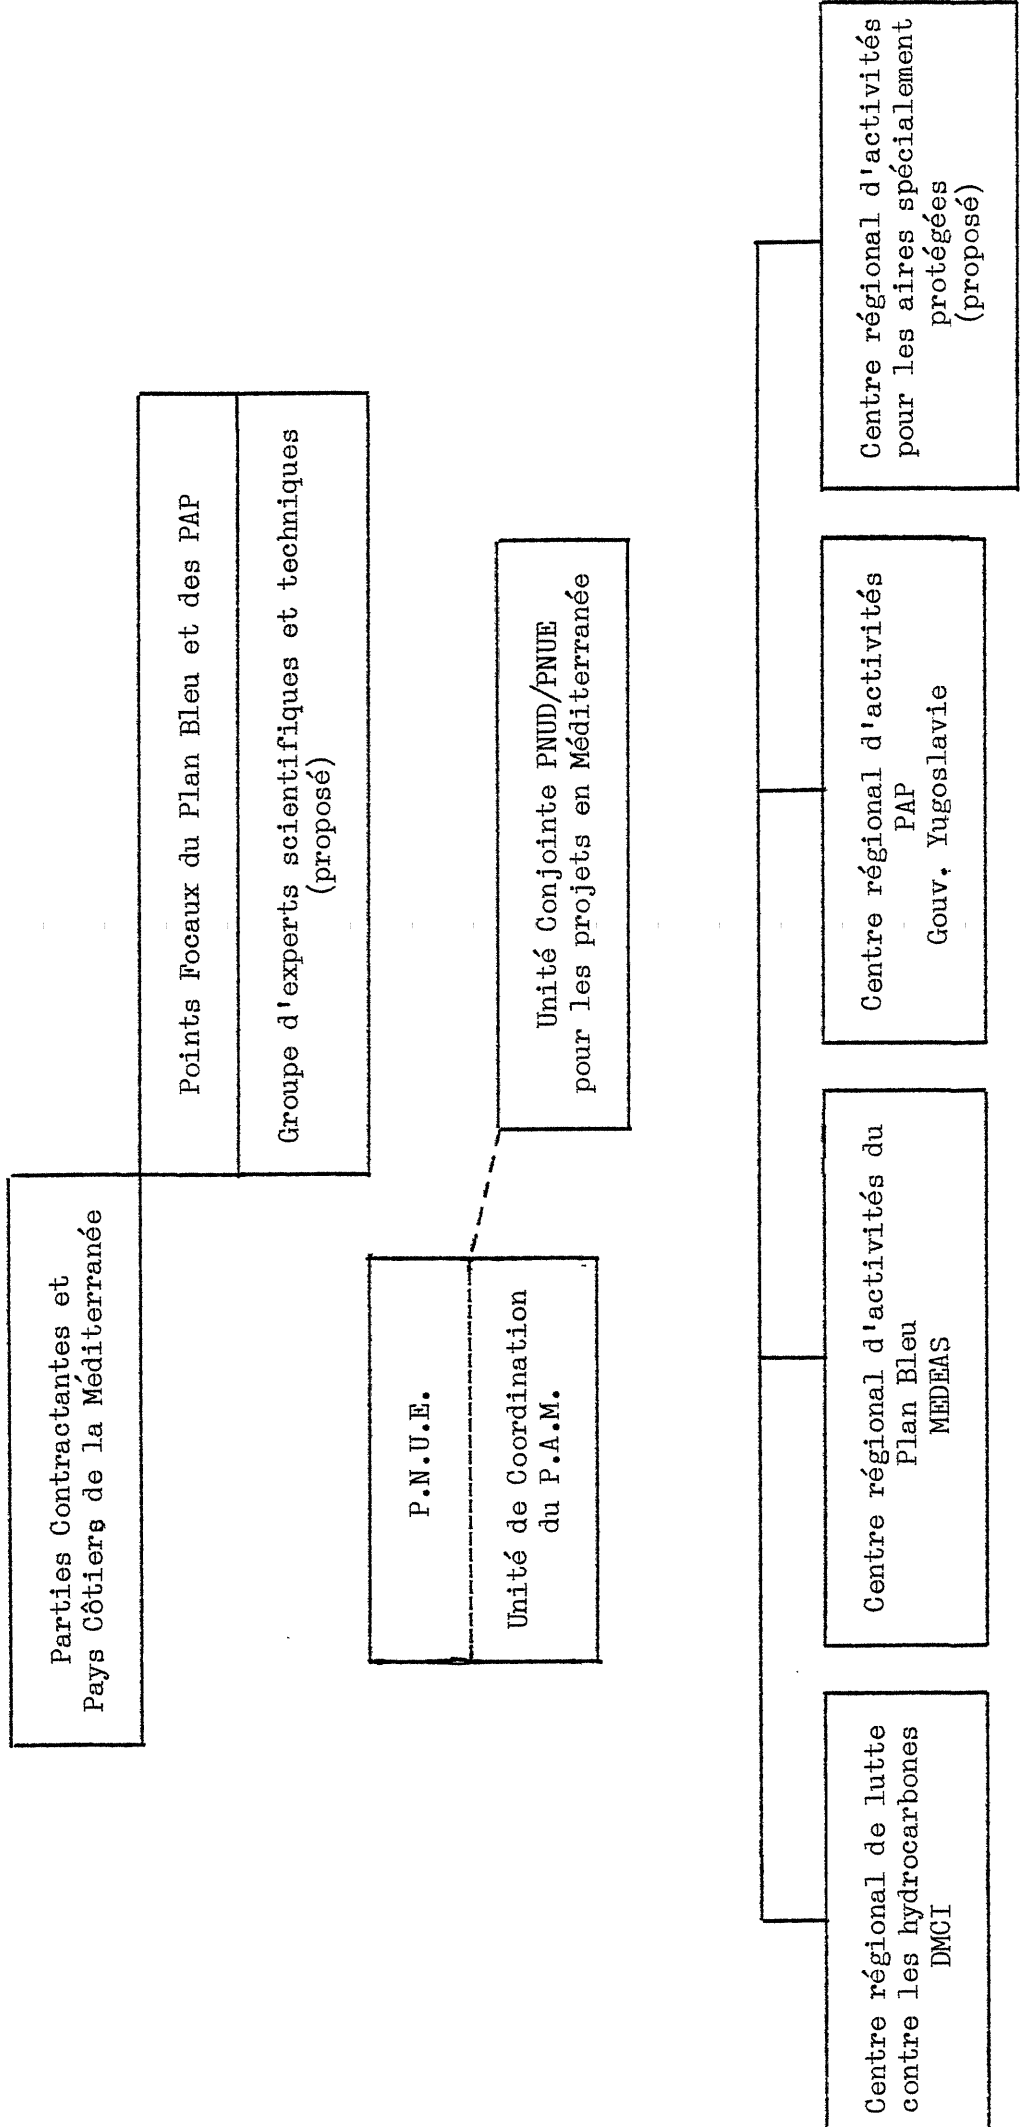 Parties Contractantes et
Pays Côtiers de la Méditerranée
Points Focaux du Plan Bleu et des PAP
Groupe d'experts scientifiques et techniques
(proposé)
P.N.U.E.
Unité de Coordination
du P.A.M.
Unité Conjointe PNUD/PNUE
pour les projets en Méditerranée
Centre régional de lutte
contre les hydrocarbones
DMCI
Centre régional d'activités du
Plan Bleu
MEDEAS
Centre régional d'activités
PAP
Gouv. Yugoslavie
Centre régional d'activités
pour les aires spécialement
protégées
(proposé)